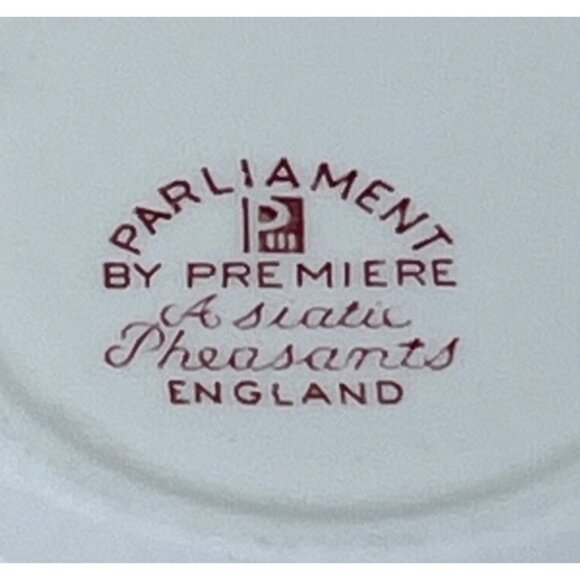 PARLIAMENT
P
BY PREMIERE
Asiatic
Pheasants
ENGLAND